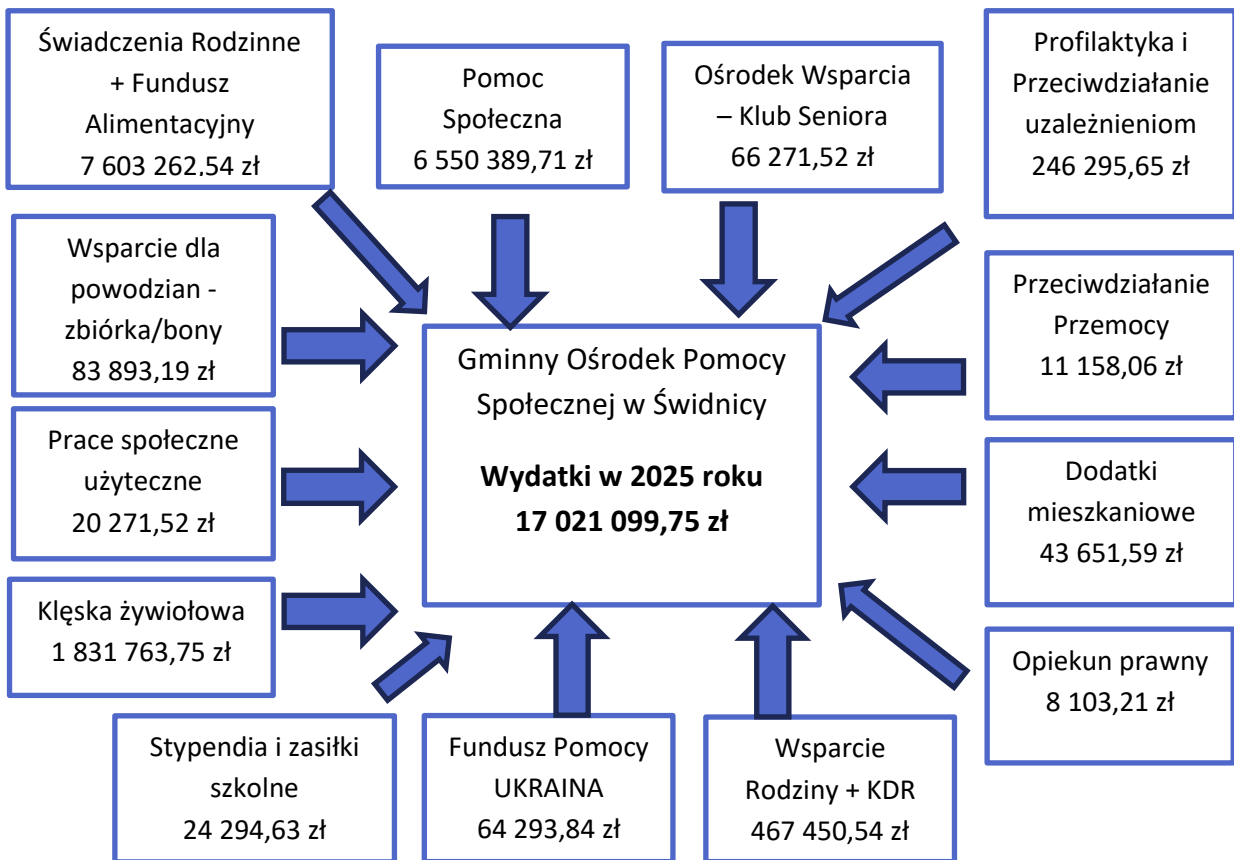 Świadczenia Rodzinne
+ Fundusz
Alimentacyjny
7 603 262,54 zł
Pomoc
Społeczna
6 550 389,71 zł
Ośrodek Wsparcia
– Klub Seniora
66 271,52 zł
Profilaktyka i
Przeciwdziałanie
uzależnieniom
246 295,65 zł
Wsparcie dla
powodzian -
zbiórka/bony
83 893,19 zł
Przeciwdziałanie
Przemocy
11 158,06 zł
Gminny Ośrodek Pomocy
Społecznej w Świdnicy
Wydatki w 2025 roku
17 021 099,75 zł
Prace społeczne
użyteczne
20 271,52 zł
Dodatki
mieszkaniowe
43 651,59 zł
Klęska żywiołowa
1 831 763,75 zł
Opiekun prawny
8 103,21 zł
Stypendia i zasiłki
szkolne
24 294,63 zł
Fundusz Pomocy
UKRAINA
64 293,84 zł
Wsparcie
Rodziny + KDR
467 450,54 zł